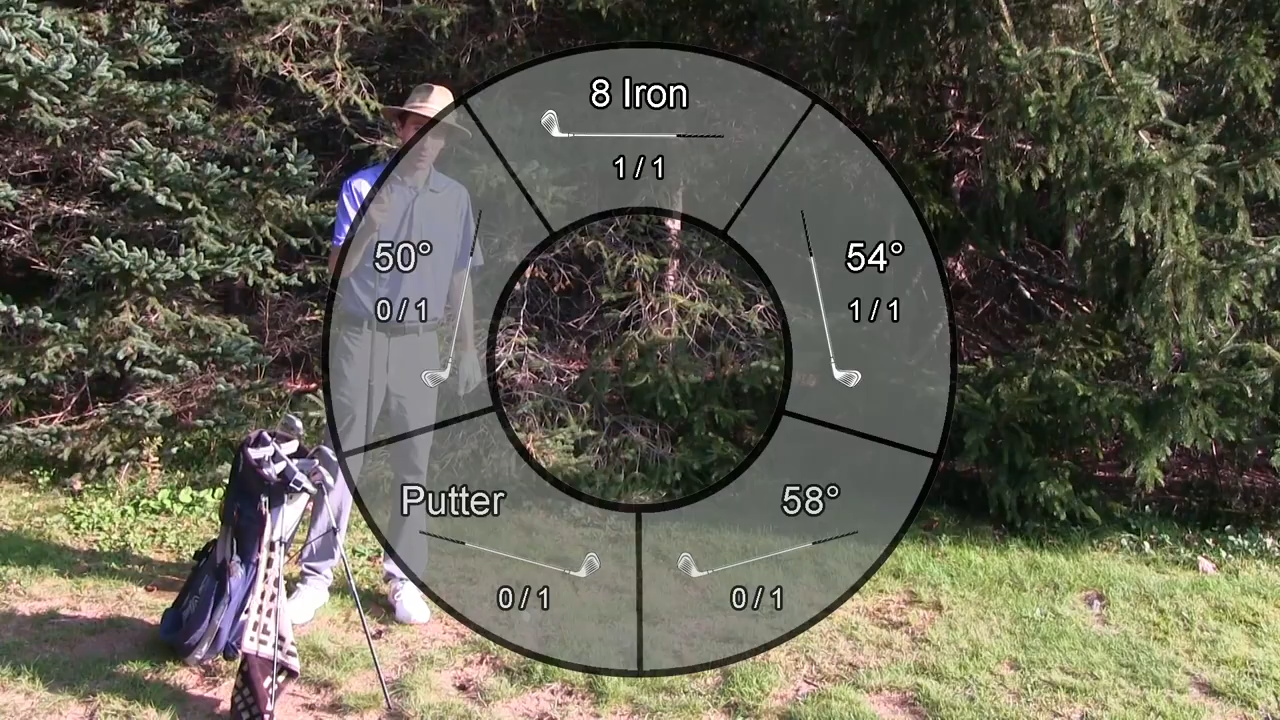 8 Iron
1 / 1
50°
0 / 1
54°
1 / 1
Putter
0 / 1
58°
0 / 1